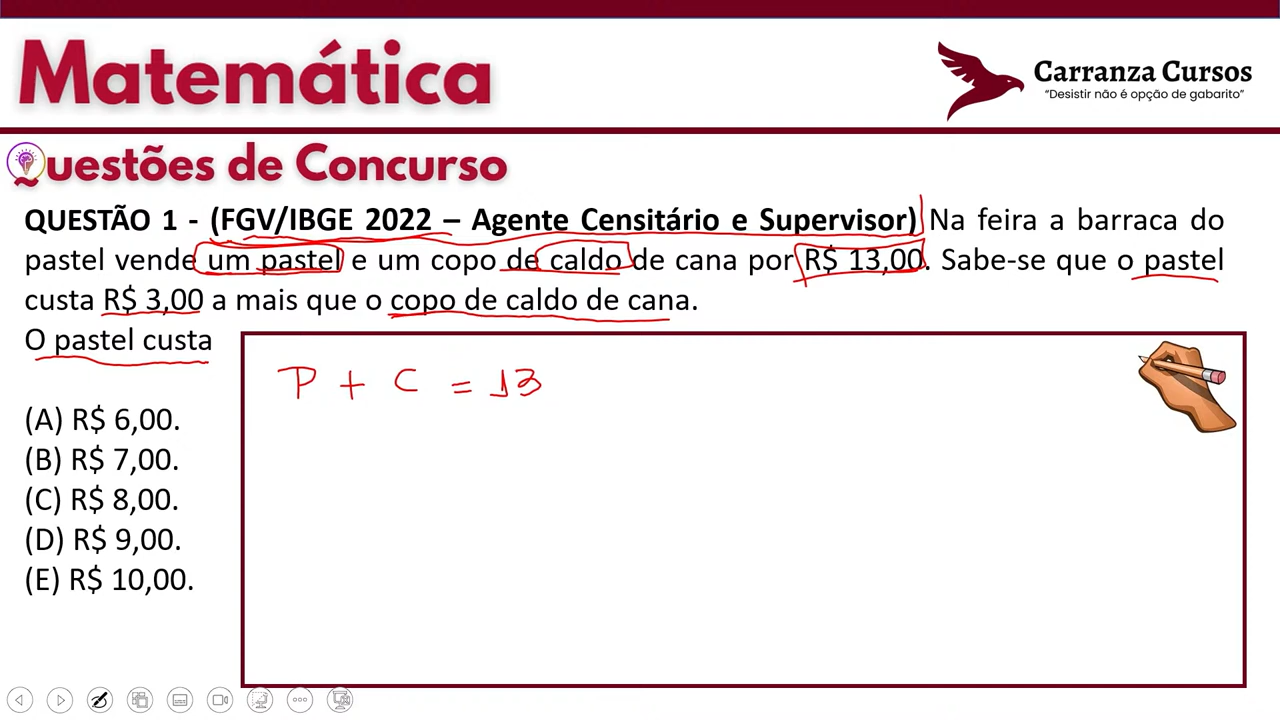 Matemática
Carranza Cursos
“Desistir não é opção de gabarito”
Questões de Concurso
QUESTÃO 1 - (FGV/IBGE 2022 – Agente Censitário e Supervisor) Na feira a barraca do
pastel vende um pastel e um copo de caldo de cana por R$ 13,00. Sabe-se que o pastel
custa R$ 3,00 a mais que o copo de caldo de cana.
O pastel custa
P + C = 13
(A) R$ 6,00.
(B) R$ 7,00.
(C) R$ 8,00.
(D) R$ 9,00.
(E) R$ 10,00.